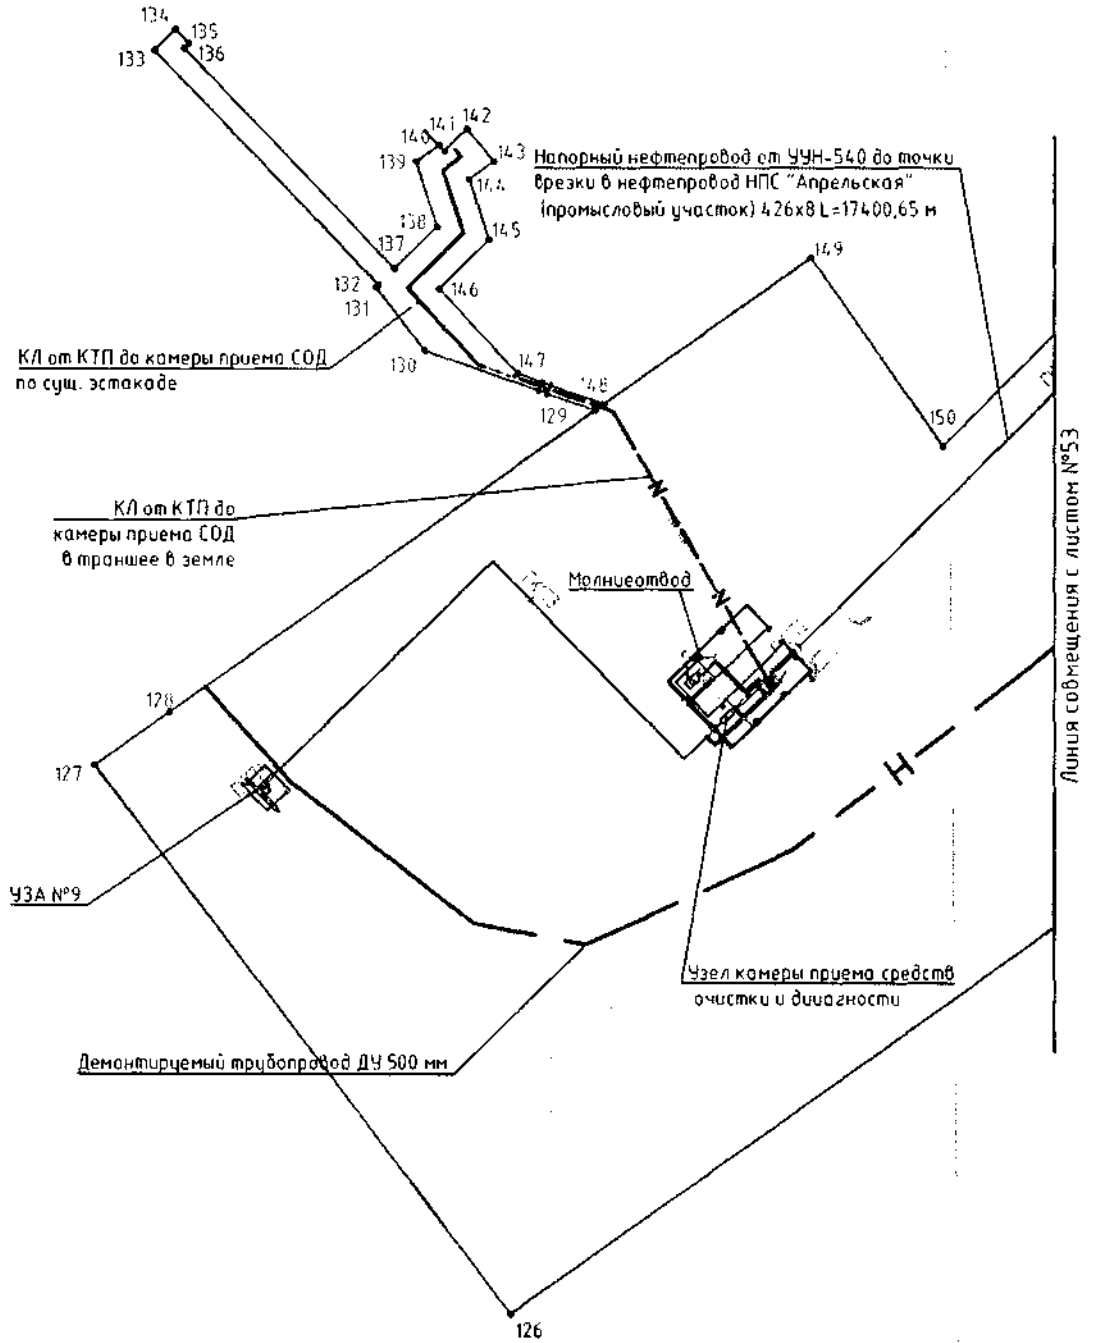 134
135
133
136
142
141
140
143
139
Напорный нефтепровод от УУН-540 до точки
врезки в нефтепровод НПС "Апрельская"
(промысловый участок) 426х8 L=17400,65 м
144
138
145
149
137
132
146
131
КЛ от КТП до камеры приема СОД
по сущ. эстакаде
130
147
148
129
150
Линия совмещения с листом №53
N
КЛ от КТП до
камеры приема СОД
в траншее в земле
N
Молниеотвод
N
128
127
Н
УЗА №9
Узел камеры приема средств
очистки и диагности
Демонтируемый трубопровод ДУ 500 мм
126